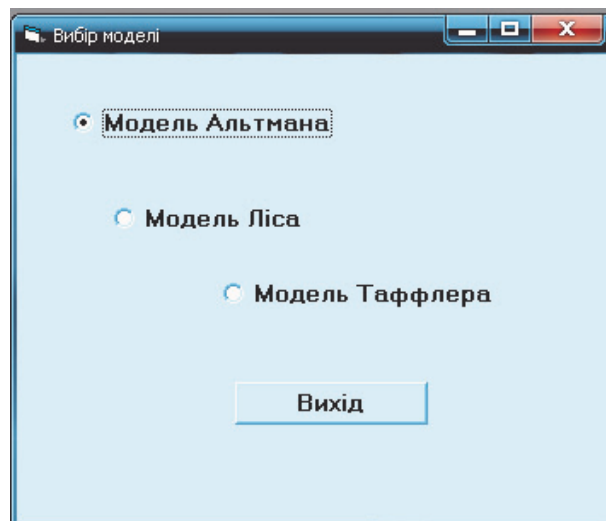 Вибір моделі
Модель Альтмана
Модель Ліса
Модель Таффлера
Вихід